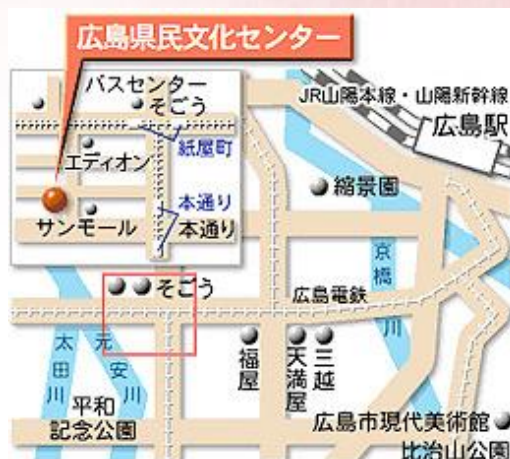 広島県民文化センター
バスセンター
そごう
紙屋町
エディオン
本通り
サンモール
本通り
JR山陽本線・山陽新幹線
広島駅
縮景園
京橋川
そごう
広島電鉄
太田川
元安川
福屋
天満屋
三越
平和
記念公園
広島市現代美術館
比治山公園